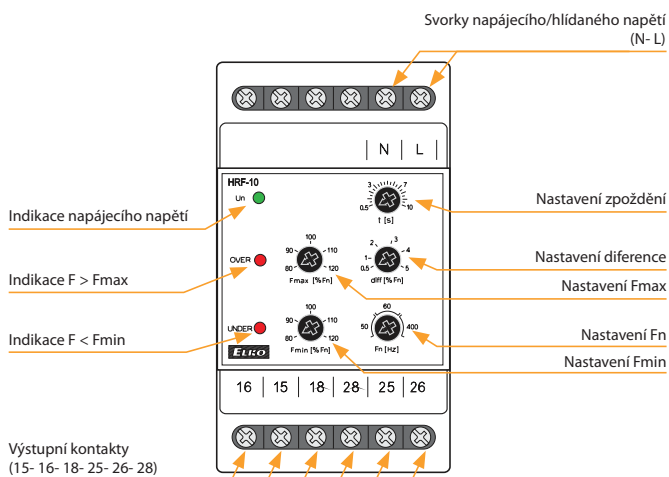 Svorky napájecího/hlídaného napětí
(N- L)
N L
HRF-10
Un
3 7
0.5 10
t [s]
Nastavení zpoždění
Indikace napájecího napětí
OVER
100
90 110
80 120
Fmax [%Fn]
2 3
1 4
0.5 5
diff [%Fn]
Nastavení diference
Indikace F > Fmax
Nastavení Fmax
UNDER
100
90 110
80 120
Fmin [%Fn]
60
50 400
Fn [Hz]
Indikace F < Fmin
Nastavení Fn
ELKO
Nastavení Fmin
16 15 18 28 25 26
Výstupní kontakty
(15- 16- 18- 25- 26- 28)